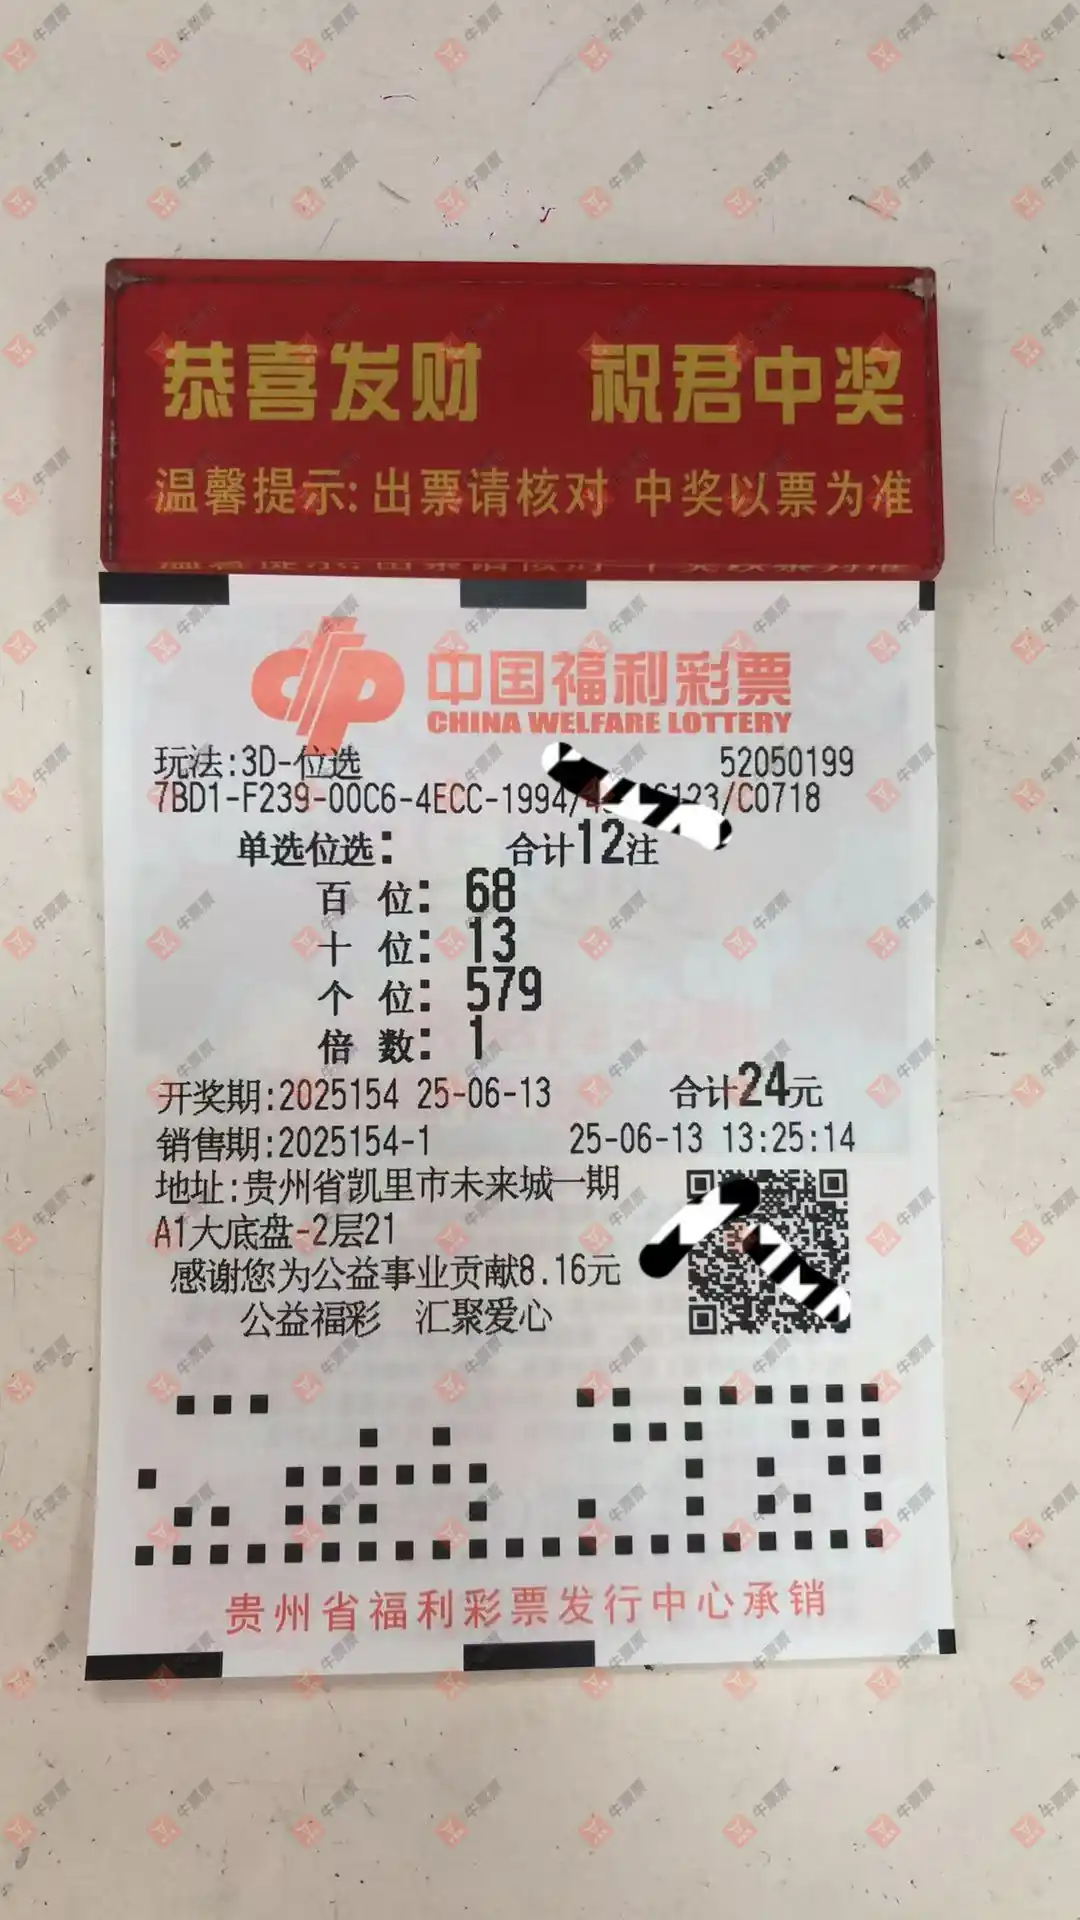 恭喜发财 祝君中奖
温馨提示:出票请核对 中奖以票为准
中国福利彩票
CHINA WELFARE LOTTERY
玩法:3D-位选 52050199
7BD1-F239-00C6-4ECC-1994/ 123/C0718
单选位选: 合计12注
百 位: 68
十 位: 13
个 位: 579
倍 数: 1
开奖期:2025154 25-06-13 合计24元
销售期:2025154-1 25-06-13 13:25:14
地址:贵州省凯里市未来城一期
A1大底盘-2层21
感谢您为公益事业贡献8.16元
公益福彩 汇聚爱心
贵州省福利彩票发行中心承销
牛票票